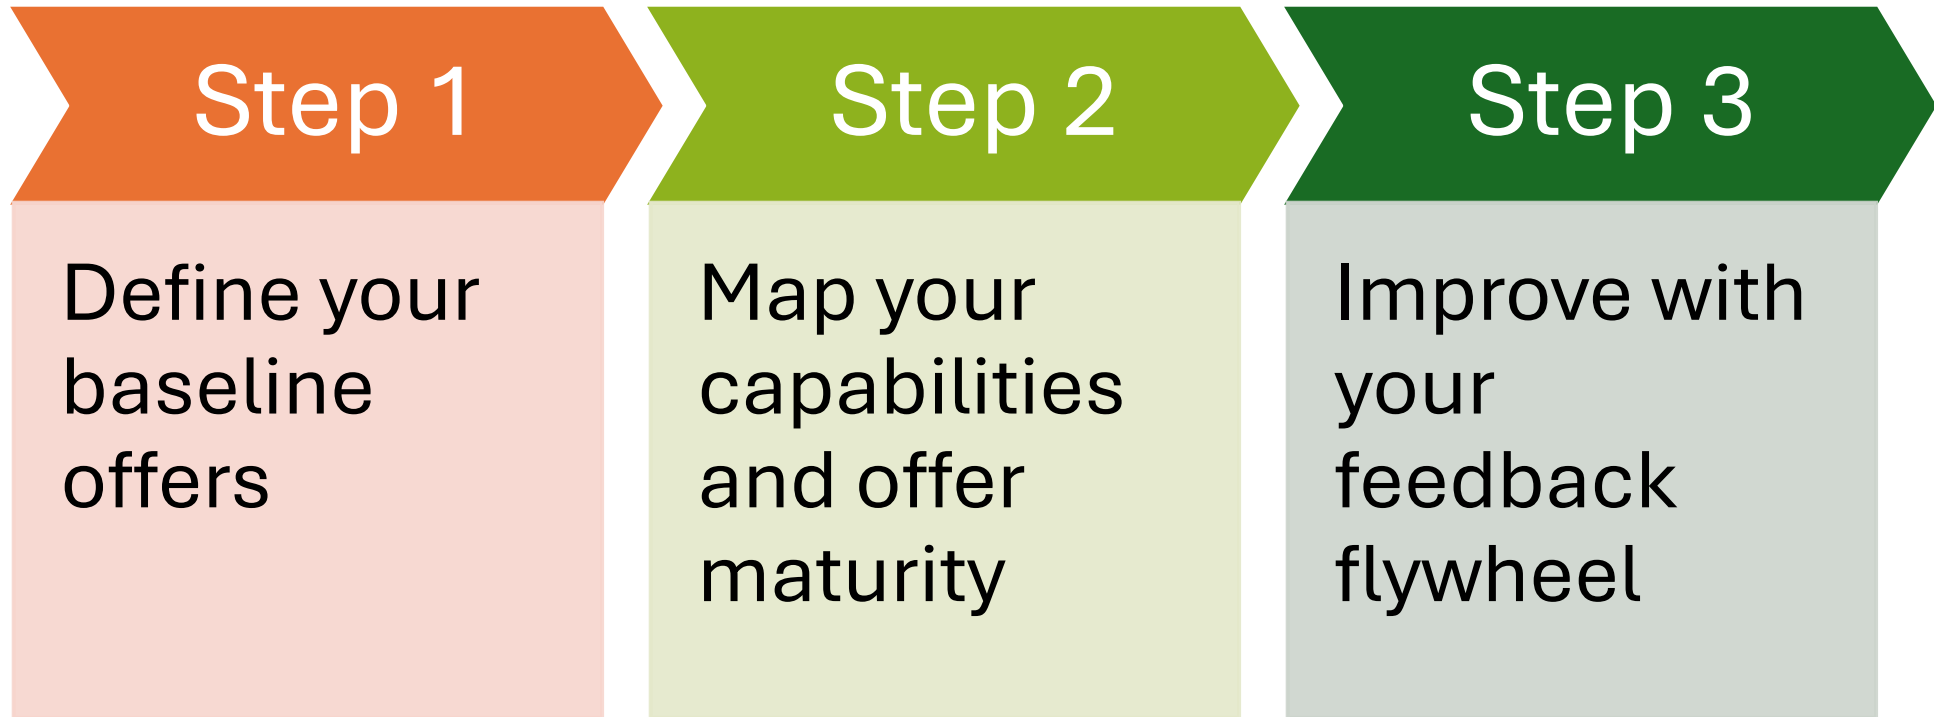 Step 1
Define your
baseline
offers
Step 2
Map your
capabilities
and offer
maturity
Step 3
Improve with
your
feedback
flywheel